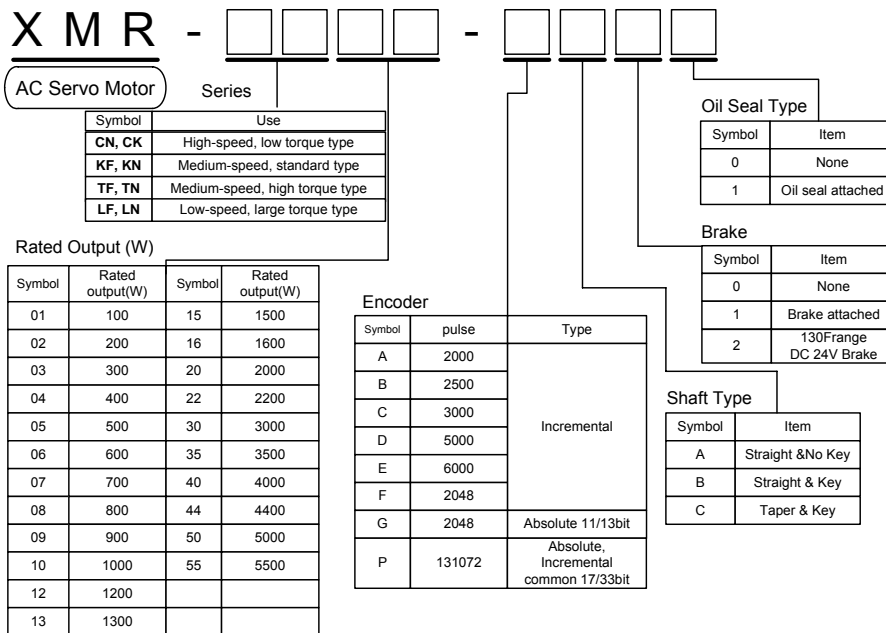 X M R - -
AC Servo Motor
Series
Symbol Use
CN, CK High-speed, low torque type
KF, KN Medium-speed, standard type
TF, TN Medium-speed, high torque type
LF, LN Low-speed, large torque type
Rated Output (W)
Symbol Rated output(W) Symbol Rated output(W)
01 100 15 1500
02 200 16 1600
03 300 20 2000
04 400 22 2200
05 500 30 3000
06 600 35 3500
07 700 40 4000
08 800 44 4400
09 900 50 5000
10 1000 55 5500
12 1200
13 1300
Encoder
Symbol pulse Type
A 2000
B 2500
C 3000
D 5000
E 6000
F 2048
Incremental
G 2048 Absolute 11/13bit
P 131072 Absolute,
Incremental
common 17/33bit
Oil Seal Type
Symbol Item
0 None
1 Oil seal attached
Brake
Symbol Item
0 None
1 Brake attached
2 130Frange
DC 24V Brake
Shaft Type
Symbol Item
A Straight &No Key
B Straight & Key
C Taper & Key